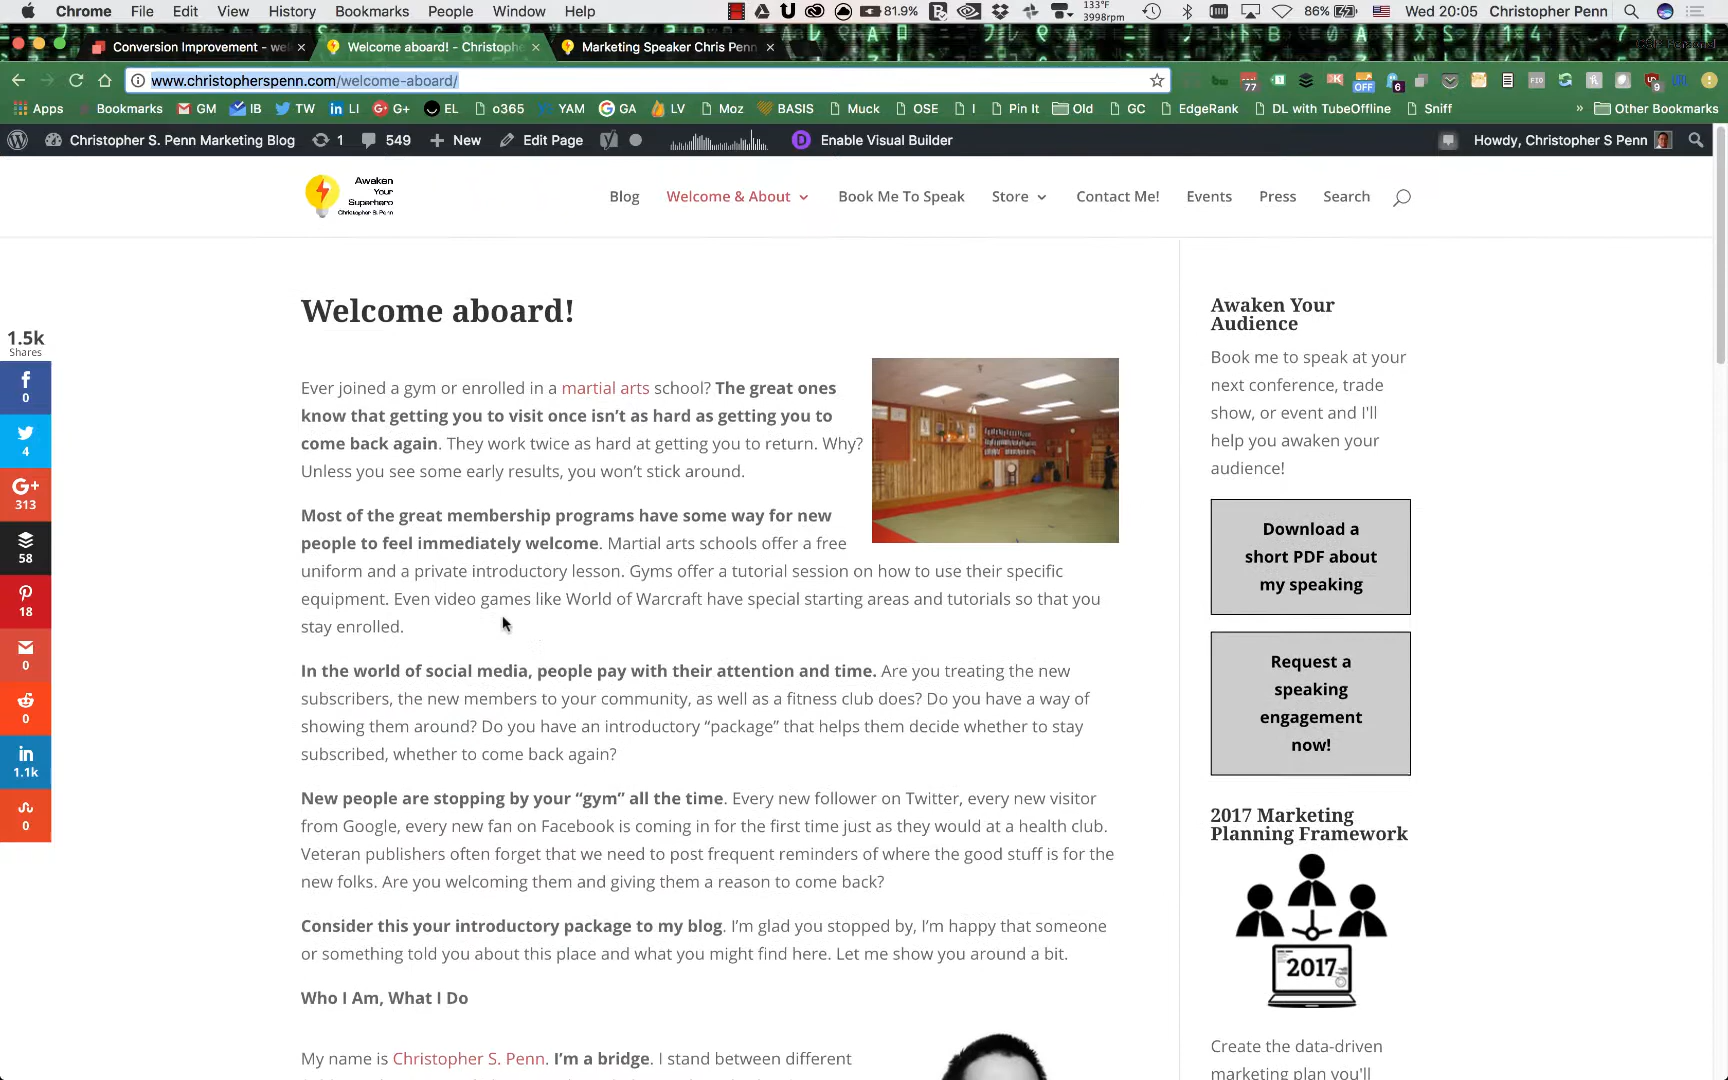 Chrome File Edit View History Bookmarks People Window Help 81.9% 133°F 3998rpm 86% Wed 20:05 Christopher Penn
Conversion Improvement - wel × Welcome aboard! - Christophe × Marketing Speaker Chris Penn ×
www.christopherspenn.com/welcome-aboard/ 77 OFF 6 FIO 9
Apps Bookmarks GM IB TW LI G+ EL o365 YAM GA LV Moz BASIS Muck OSE I Pin It Old GC EdgeRank DL with TubeOffline Sniff » Other Bookmarks
Christopher S. Penn Marketing Blog 1 549 New Edit Page Enable Visual Builder Howdy, Christopher S Penn
Awaken
Your
Superhero
Christopher S. Penn
Blog Welcome & About Book Me To Speak Store Contact Me! Events Press Search
Welcome aboard!
1.5k
Shares
0
4
G+
313
58
18
0
0
in
1.1k
0
Ever joined a gym or enrolled in a martial arts school? The great ones
know that getting you to visit once isn't as hard as getting you to
come back again. They work twice as hard at getting you to return. Why?
Unless you see some early results, you won't stick around.
Most of the great membership programs have some way for new
people to feel immediately welcome. Martial arts schools offer a free
uniform and a private introductory lesson. Gyms offer a tutorial session on how to use their specific
equipment. Even video games like World of Warcraft have special starting areas and tutorials so that you
stay enrolled.
In the world of social media, people pay with their attention and time. Are you treating the new
subscribers, the new members to your community, as well as a fitness club does? Do you have a way of
showing them around? Do you have an introductory “package” that helps them decide whether to stay
subscribed, whether to come back again?
New people are stopping by your “gym” all the time. Every new follower on Twitter, every new visitor
from Google, every new fan on Facebook is coming in for the first time just as they would at a health club.
Veteran publishers often forget that we need to post frequent reminders of where the good stuff is for the
new folks. Are you welcoming them and giving them a reason to come back?
Consider this your introductory package to my blog. I'm glad you stopped by, I'm happy that someone
or something told you about this place and what you might find here. Let me show you around a bit.
Who I Am, What I Do
My name is Christopher S. Penn. I'm a bridge. I stand between different
Awaken Your
Audience
Book me to speak at your
next conference, trade
show, or event and I'll
help you awaken your
audience!
Download a
short PDF about
my speaking
Request a
speaking
engagement
now!
2017 Marketing
Planning Framework
2017
Create the data-driven
marketing plan you'll